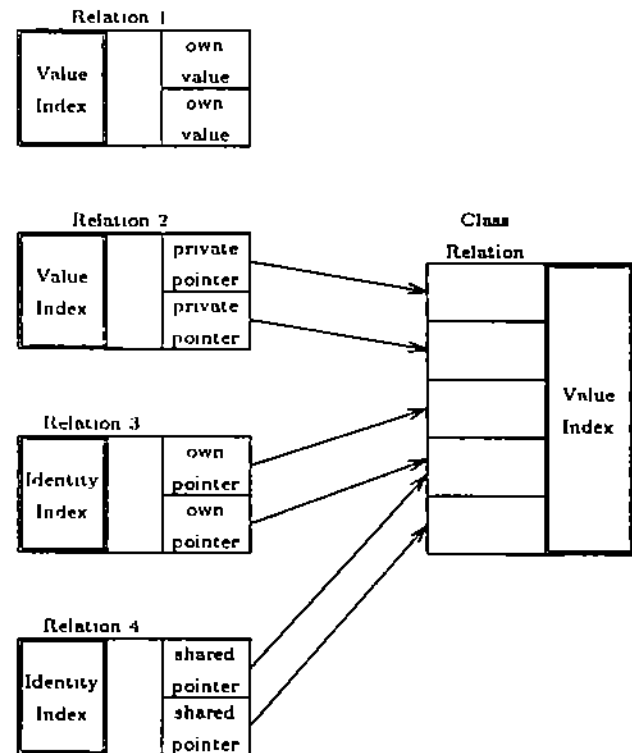 Relation 1
Value
Index
own
value
own
value
Relation 2
Value
Index
private
pointer
private
pointer
Class
Relation
Value
Index
Relation 3
Identity
Index
own
pointer
own
pointer
Relation 4
Identity
Index
shared
pointer
shared
pointer